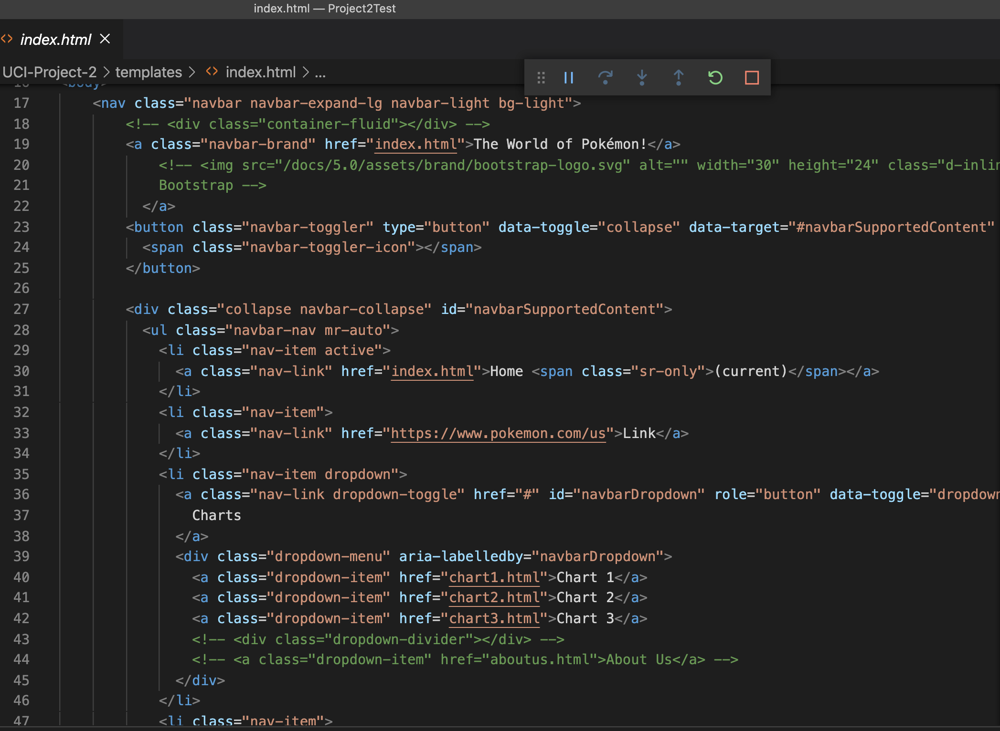 index.html — Project2Test
index.html
UCI-Project-2 > templates > index.html > ...
17 <nav class="navbar navbar-expand-lg navbar-light bg-light">
18 <!-- <div class="container-fluid"></div> -->
19 <a class="navbar-brand" href="index.html">The World of Pokémon!</a>
20 <!-- <img src="/docs/5.0/assets/brand/bootstrap-logo.svg" alt="" width="30" height="24" class="d-inlin
21 Bootstrap -->
22 </a>
23 <button class="navbar-toggler" type="button" data-toggle="collapse" data-target="#navbarSupportedContent"
24 <span class="navbar-toggler-icon"></span>
25 </button>
26
27 <div class="collapse navbar-collapse" id="navbarSupportedContent">
28 <ul class="navbar-nav mr-auto">
29 <li class="nav-item active">
30 <a class="nav-link" href="index.html">Home <span class="sr-only">(current)</span></a>
31 </li>
32 <li class="nav-item">
33 <a class="nav-link" href="https://www.pokemon.com/us">Link</a>
34 </li>
35 <li class="nav-item dropdown">
36 <a class="nav-link dropdown-toggle" href="#" id="navbarDropdown" role="button" data-toggle="dropdown
37 Charts
38 </a>
39 <div class="dropdown-menu" aria-labelledby="navbarDropdown">
40 <a class="dropdown-item" href="chart1.html">Chart 1</a>
41 <a class="dropdown-item" href="chart2.html">Chart 2</a>
42 <a class="dropdown-item" href="chart3.html">Chart 3</a>
43 <!-- <div class="dropdown-divider"></div> -->
44 <!-- <a class="dropdown-item" href="aboutus.html">About Us</a> -->
45 </div>
46 </li>
47 <li class="nav-item">